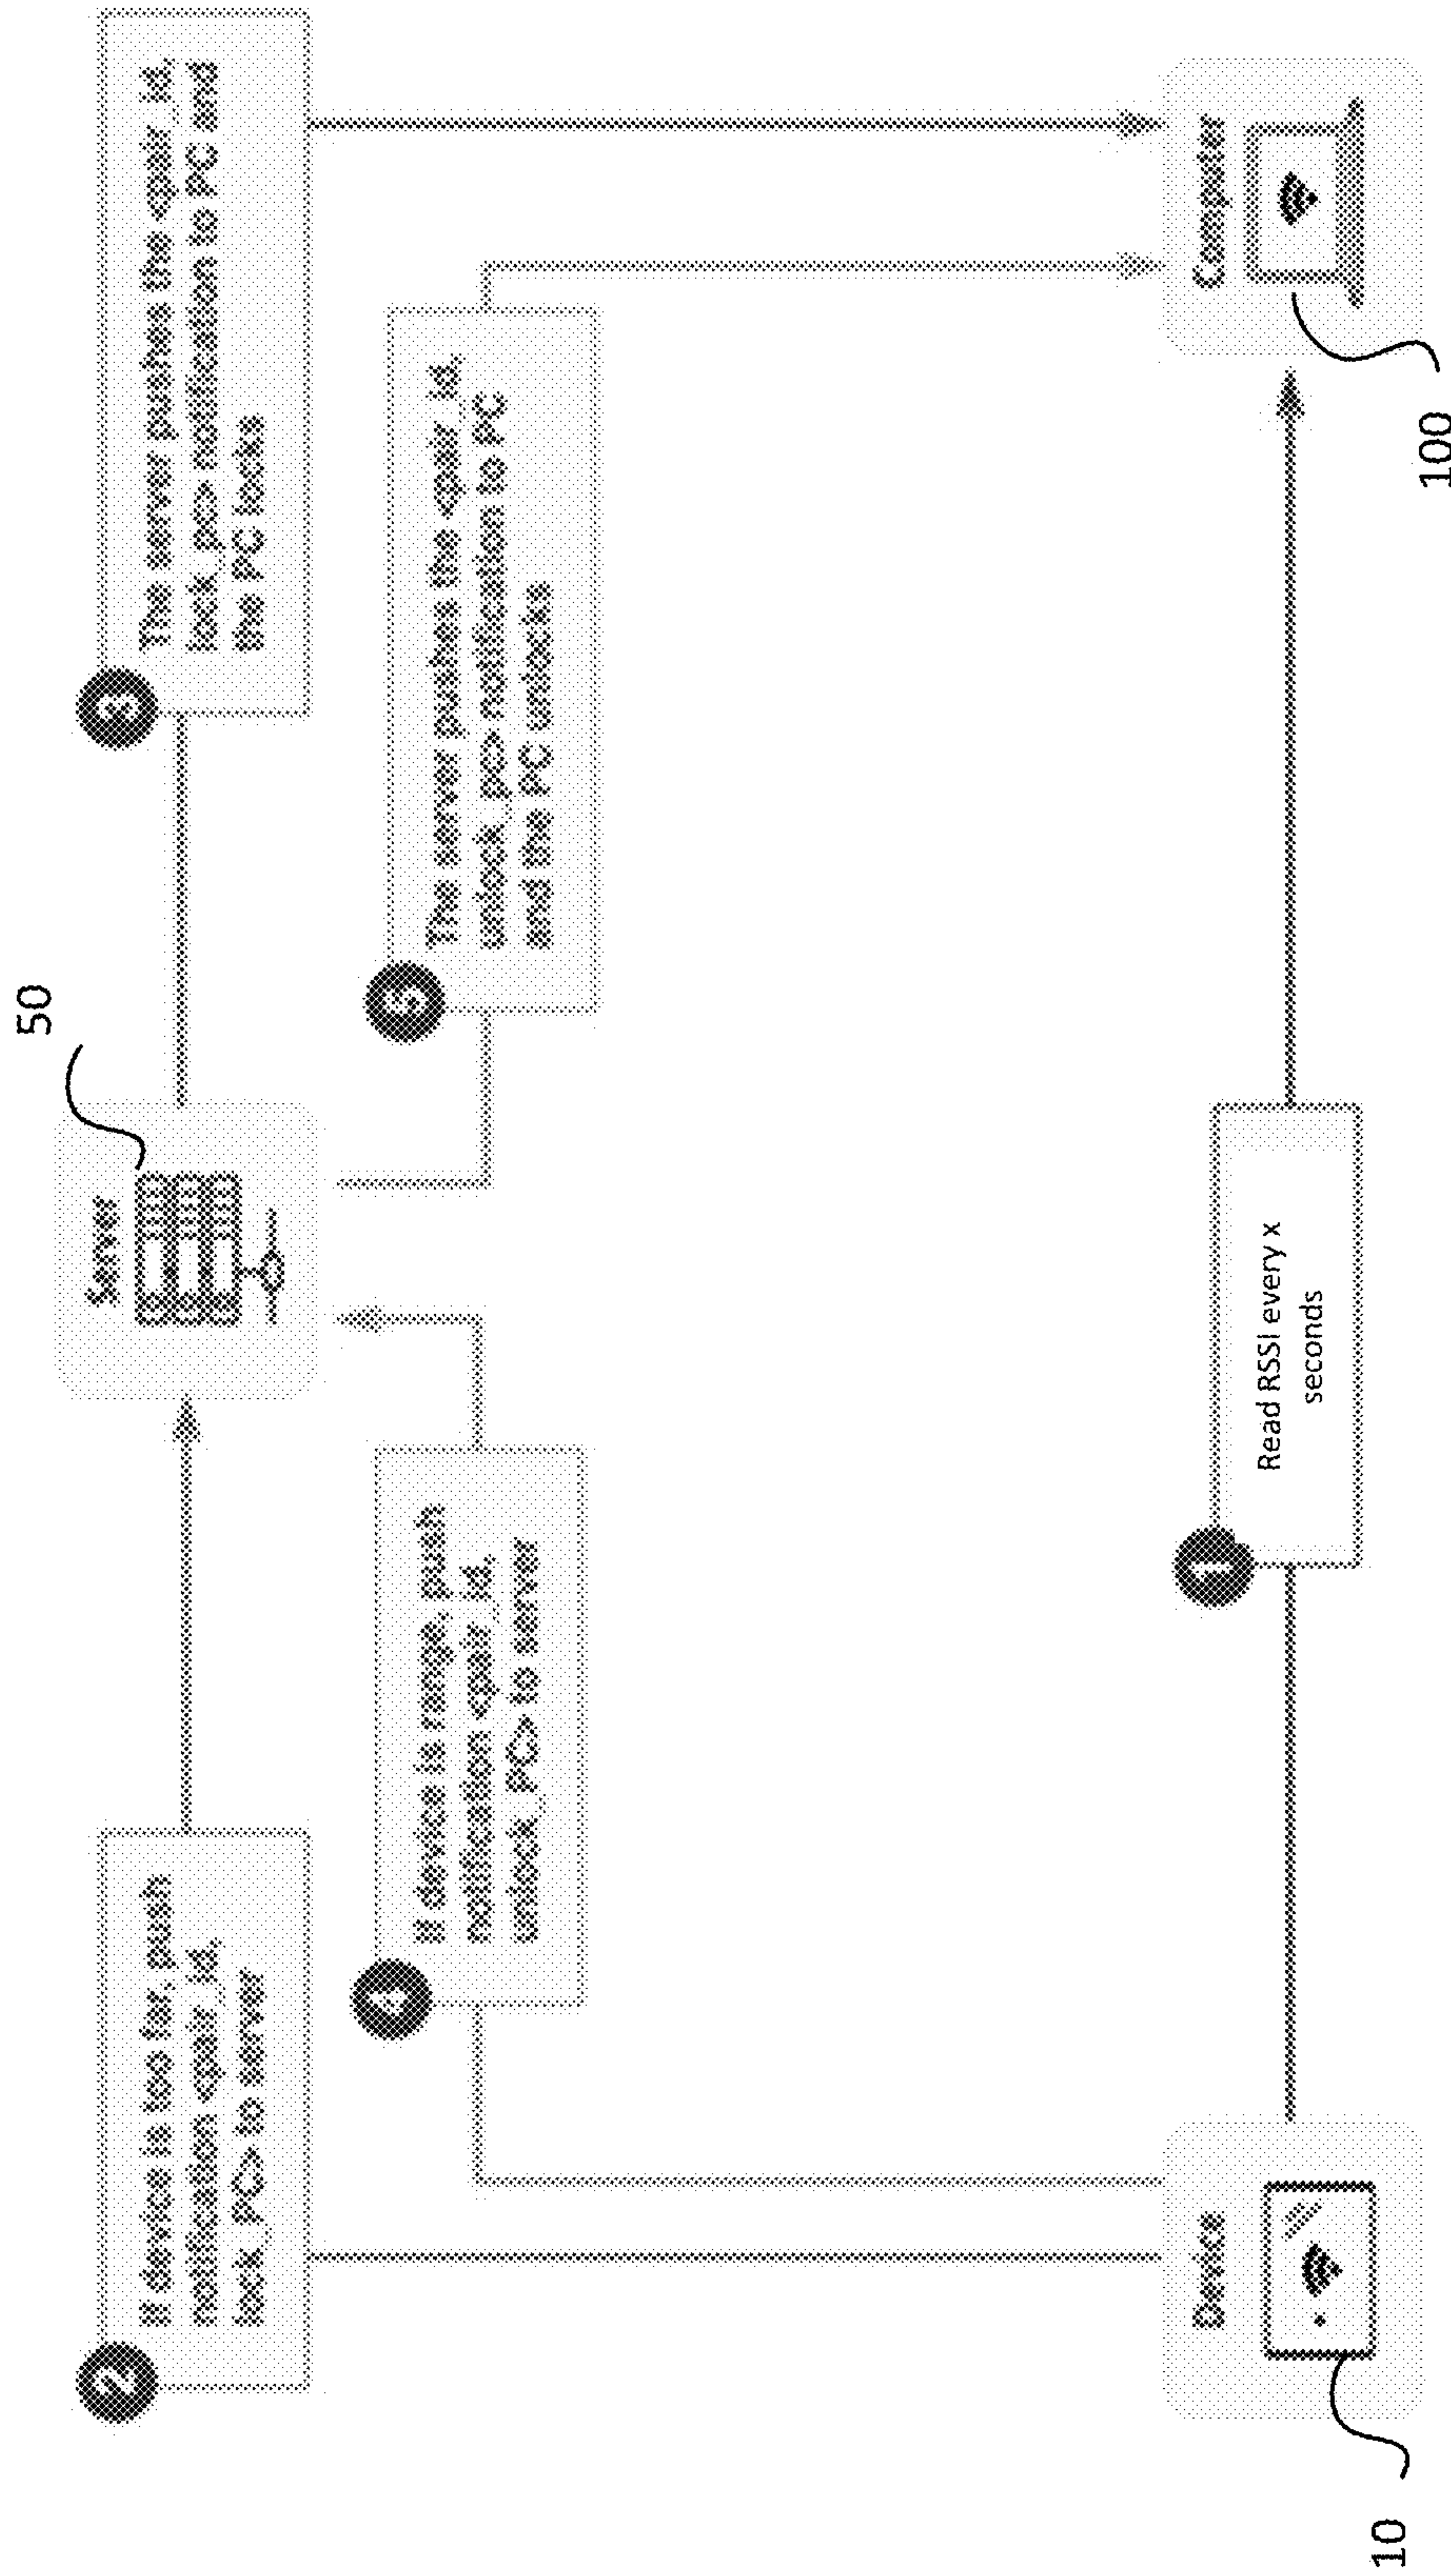 2
If device is too far, push
notification <pair_id,
lock_PC> to server
50
Server
3
The server pushes the <pair_id,
lock_pc> notification to PC and
the PC locks
4
If device is range, push
notification <pair_id,
unlock_PC> to server
5
The server pushes the <pair_id,
unlock_pc> notification to PC
and the PC unlocks
Device
10
1
Read RSSI every x
seconds
Computer
100